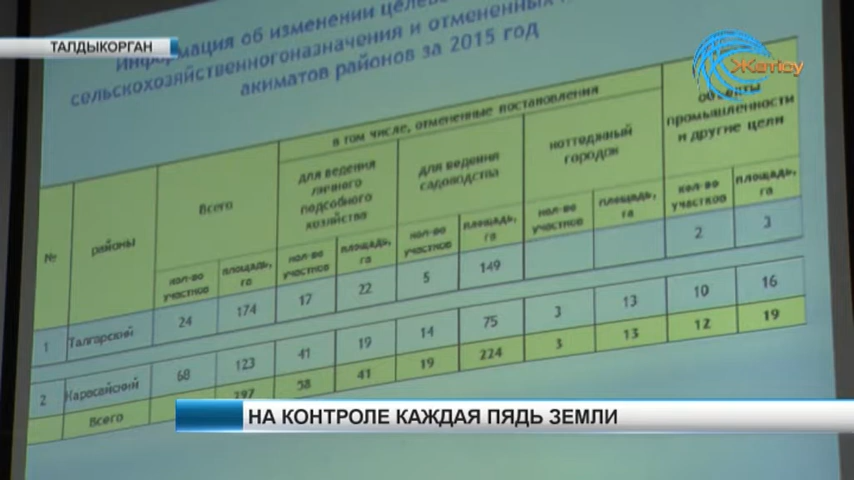 ТАЛДЫКОРГАН
Жетісу
Информация об изменении
сельскохозяйственногоназначения и отмененных
акиматов районов за 2015 год
№ районы Всего в том числе, отмененные постановления
для ведения личного подсобного хозяйства
для ведения садоводства
коттеджный городок
объекты промышленности и другие цели
кол-во участков площадь, га кол-во участков площадь, га кол-во участков площадь, га кол-во участков площадь, га кол-во участков площадь, га
1 Талгарский 24 174 17 22 5 149 2 3
2 Карасайский 68 123 41 19 14 75 3 13 10 16
Всего 297 58 41 19 224 3 13 12 19
НА КОНТРОЛЕ КАЖДАЯ ПЯДЬ ЗЕМЛИ